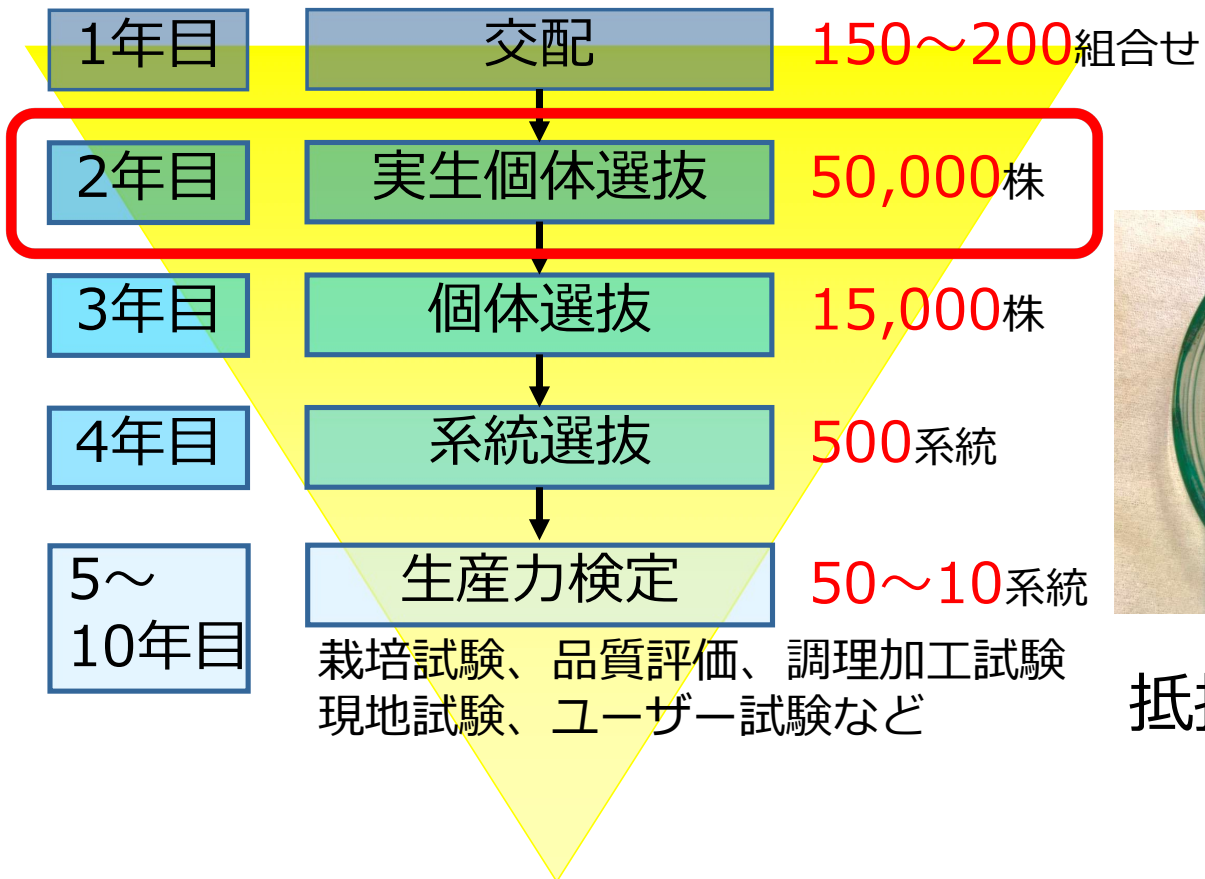 1年目 交配 150～200組合せ
2年目 実生個体選抜 50,000株
3年目 個体選抜 15,000株
4年目 系統選抜 500系統
5～
10年目
生産力検定 50～10系統
栽培試験、品質評価、調理加工試験
現地試験、ユーザー試験など
抵